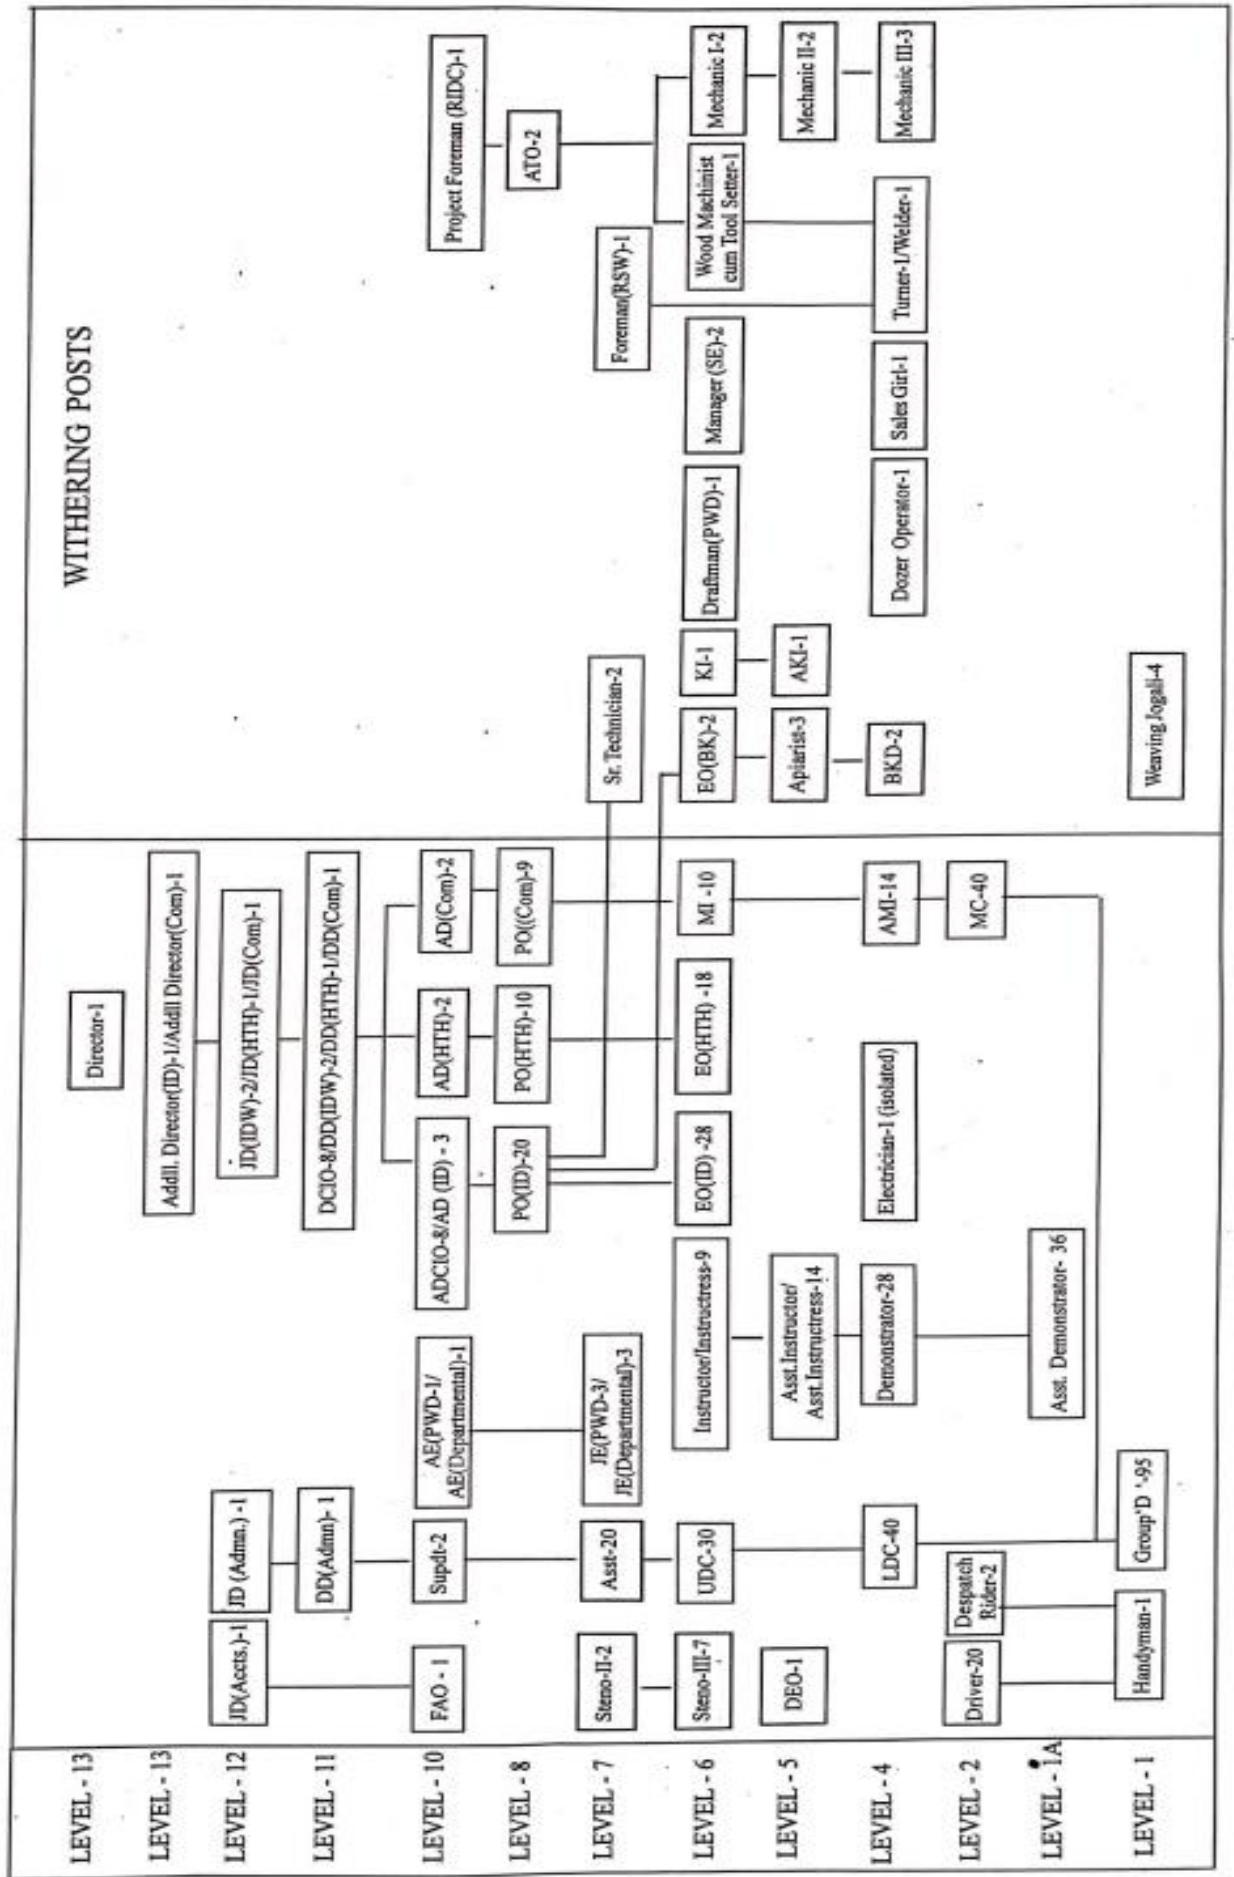 WITHERING POSTS
LEVEL - 13
Director-1
LEVEL - 13
Addll. Director(ID)-1/Addll Director(Com)-1
LEVEL - 12
JD(Accts.)-1
JD (Admn.) -1
JD(IDW)-2/JD(HTH)-1/JD(Com)-1
LEVEL - 11
DD(Admn)- 1
DCIO-8/DD(IDW)-2/DD(HTH)-1/DD(Com)-1
LEVEL - 10
FAO - 1
Supdt-2
AE(PWD-1/
AE(Departmental)-1
ADCIO-8/AD (ID) - 3
AD(HTH)-2
AD(Com)-2
Project Foreman (RIDC)-1
LEVEL - 8
PO(ID)-20
PO(HTH)-10
PO((Com)-9
ATO-2
LEVEL - 7
Steno-II-2
Asst-20
JE(PWD-3/
JE(Departmental)-3
Sr. Technician-2
Foreman(RSW)-1
LEVEL - 6
Steno-III-7
UDC-30
Instructor/Instructress-9
EO(ID) -28
EO(HTH) -18
MI -10
EO(BK)-2
KI-1
Draftman(PWD)-1
Manager (SE)-2
Wood Machinist
cum Tool Setter-1
Mechanic I-2
LEVEL - 5
DEO-1
Asst.Instructor/
Asst.Instructress-14
Apiarist-3
AKI-1
Mechanic II-2
LEVEL - 4
LDC-40
Demonstrator-28
Electrician-1 (isolated)
AMI-14
BKD-2
Dozer Operator-1
Sales Girl-1
Turner-1/Welder-1
Mechanic III-3
LEVEL - 2
Driver-20
Despatch
Rider-2
MC-40
LEVEL - 1A
Asst. Demonstrator- 36
LEVEL - 1
Handyman-1
Group'D '-95
Weaving Jogali-4